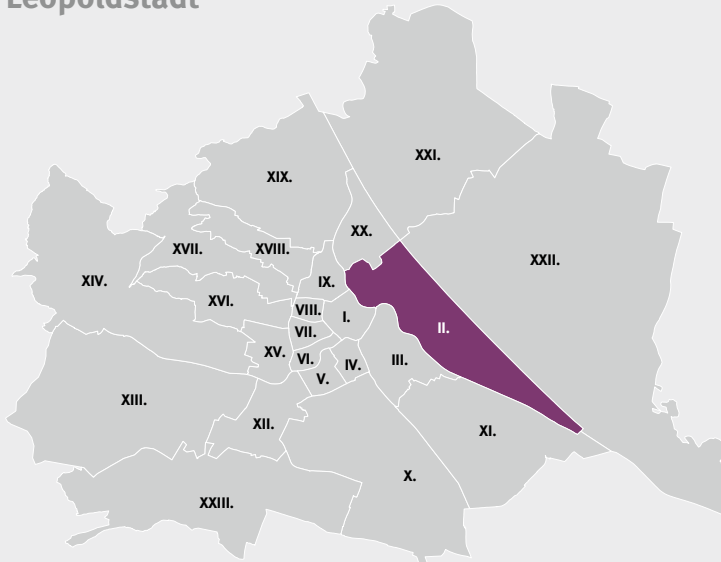 Leopoldstadt
XXI.
XIX.
XX.
XVII.
XVIII.
XXII.
XIV.
IX.
XVI.
VIII.
I.
II.
VII.
XV.
VI.
IV.
III.
V.
XIII.
XII.
XI.
X.
XXIII.